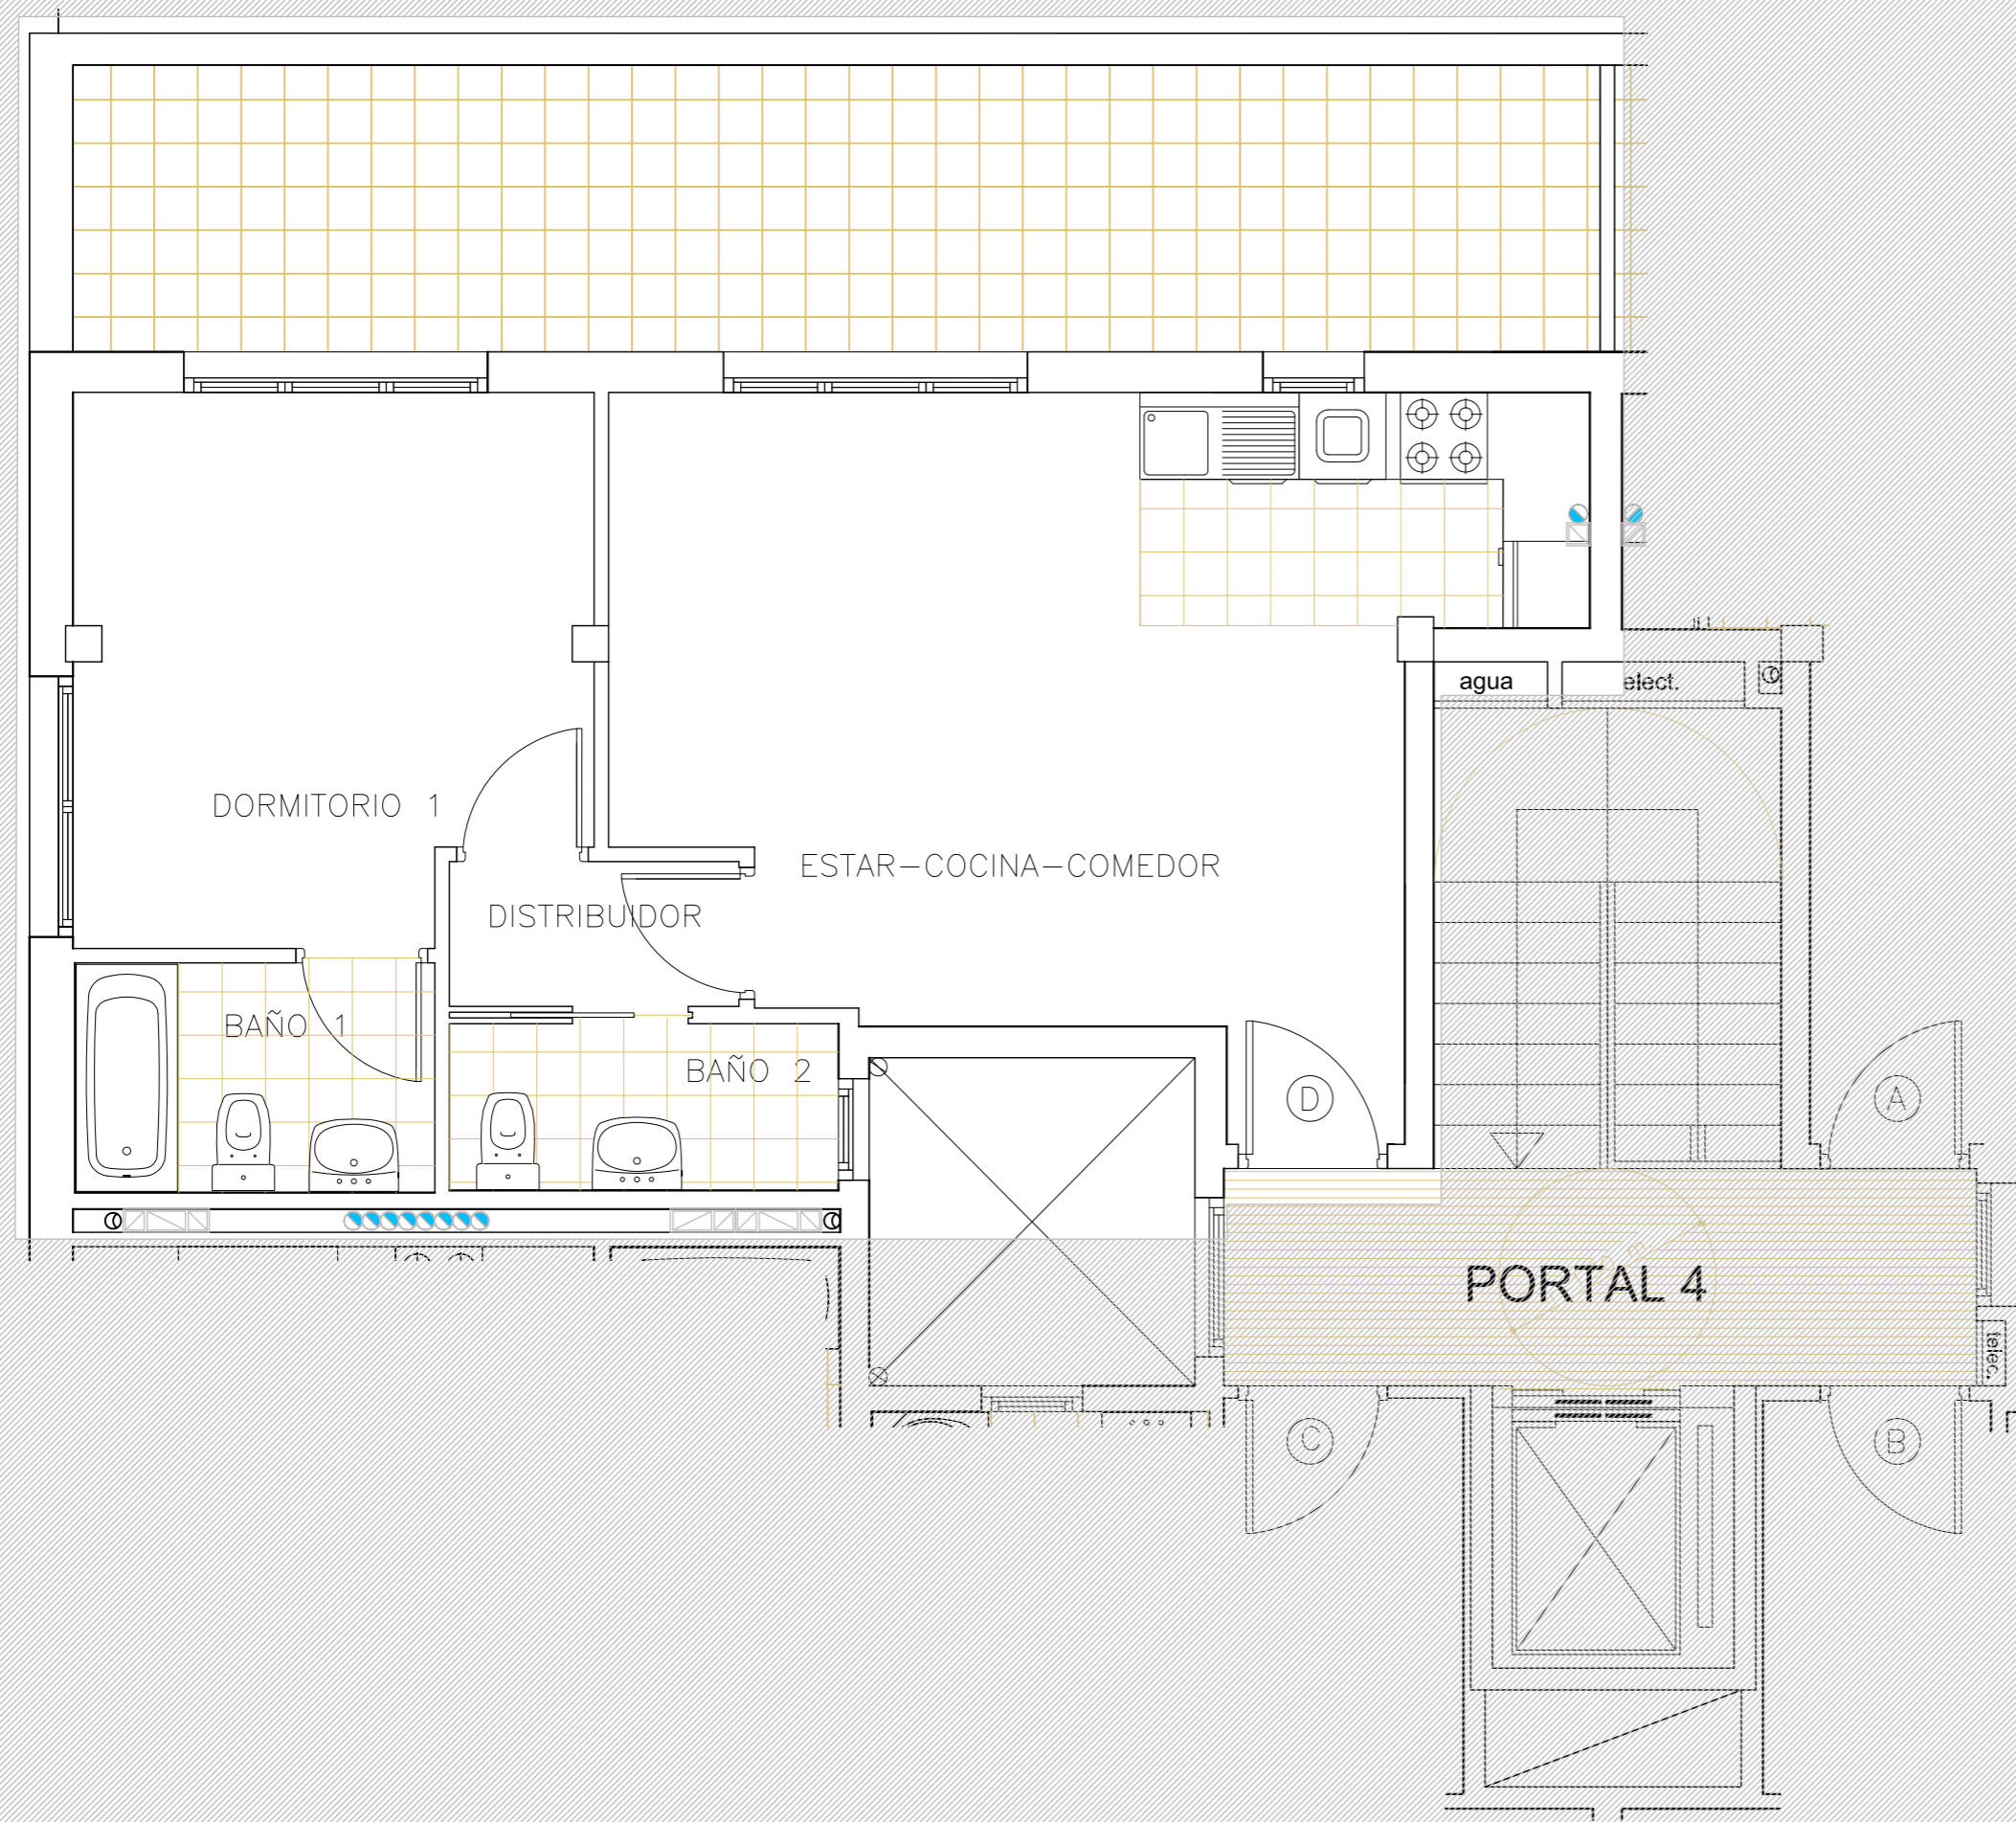 agua
elect.
DORMITORIO 1
ESTAR-COCINA-COMEDOR
DISTRIBUIDOR
BAÑO 1
BAÑO 2
D
A
PORTAL 4
telec.
C
B